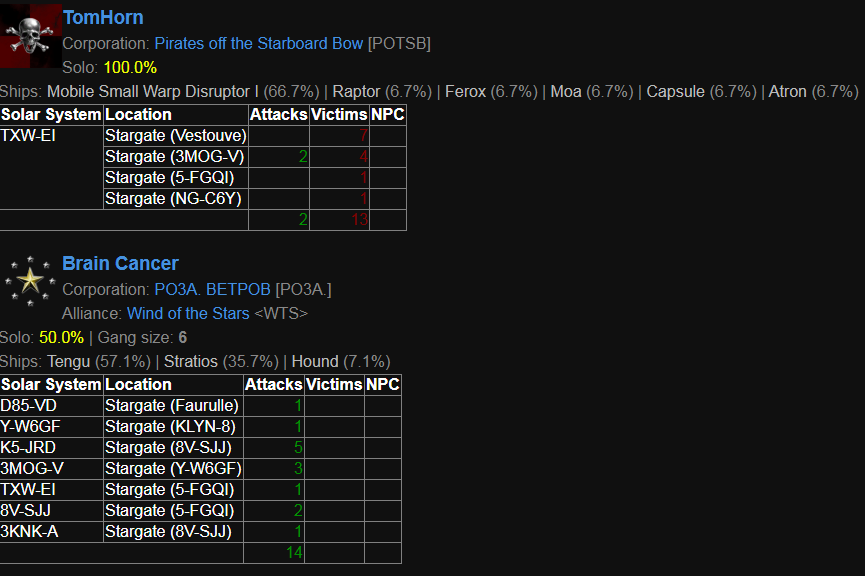 TomHorn
Corporation: Pirates off the Starboard Bow [POTSB]
Solo: 100.0%
Ships: Mobile Small Warp Disruptor I (66.7%) | Raptor (6.7%) | Ferox (6.7%) | Moa (6.7%) | Capsule (6.7%) | Atron (6.7%)
Solar System Location Attacks Victims NPC
TXW-EI Stargate (Vestouve) 7
Stargate (3MOG-V) 2 4
Stargate (5-FGQI) 1
Stargate (NG-C6Y) 1
2 13
Brain Cancer
Corporation: PO3A. BETPOB [PO3A.]
Alliance: Wind of the Stars <WTS>
Solo: 50.0% | Gang size: 6
Ships: Tengu (57.1%) | Stratios (35.7%) | Hound (7.1%)
Solar System Location Attacks Victims NPC
D85-VD Stargate (Faurulle) 1
Y-W6GF Stargate (KLYN-8) 1
K5-JRD Stargate (8V-SJJ) 5
3MOG-V Stargate (Y-W6GF) 3
TXW-EI Stargate (5-FGQI) 1
8V-SJJ Stargate (5-FGQI) 2
3KNK-A Stargate (8V-SJJ) 1
14